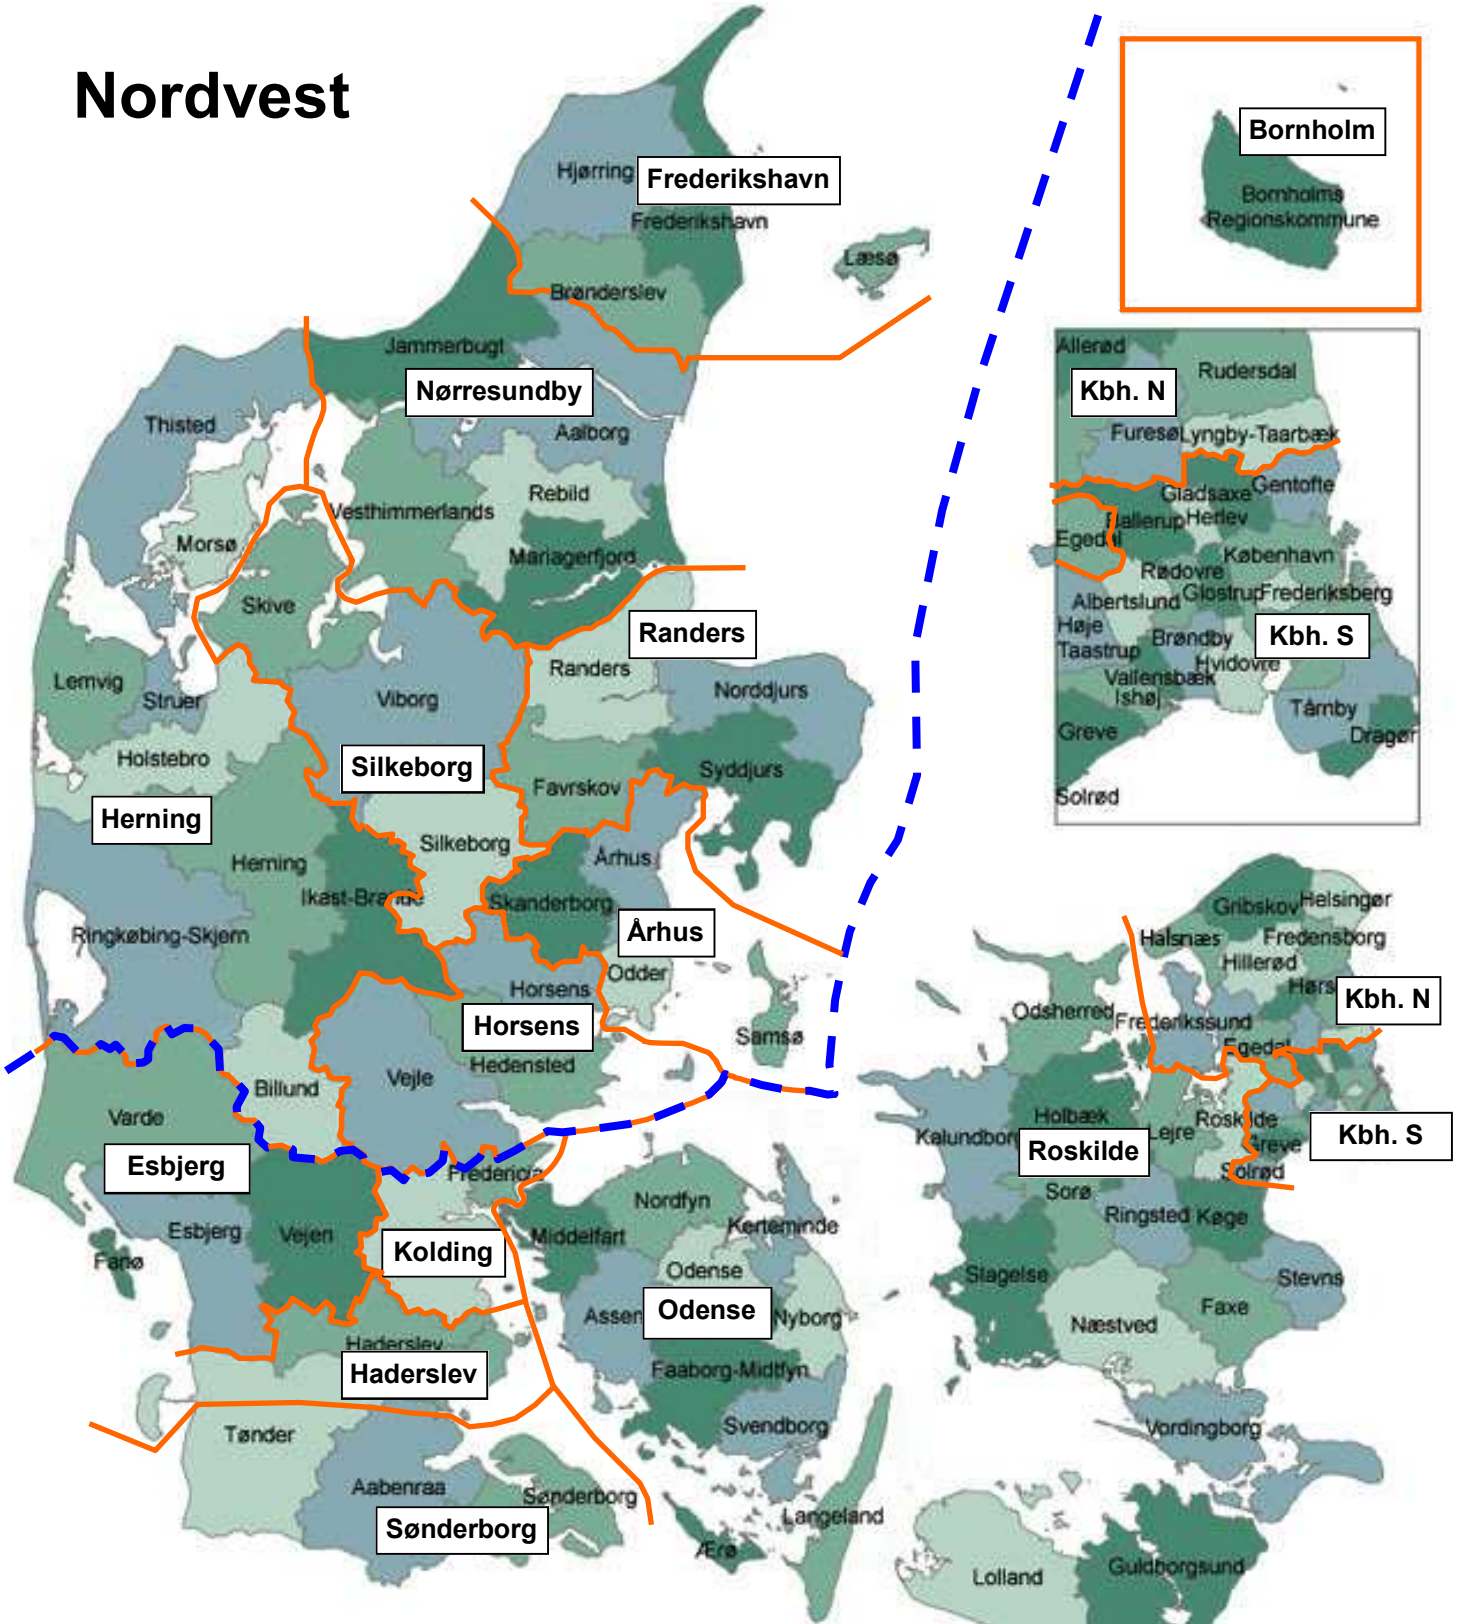 Nordvest
Bornholm
Bornholms
Regionskommune
Hjørring
Frederikshavn
Frederikshavn
Læsø
Brønderslev
Jammerbugt
Nørresundby
Thisted
Aalborg
Rebild
Vesthimmerlands
Morsø
Mariagerfjord
Skive
Randers
Randers
Lemvig
Struer
Viborg
Norddjurs
Holstebro
Silkeborg
Syddjurs
Favrskov
Herning
Silkeborg
Århus
Herning
Ikast-Brande
Skanderborg
Ringkøbing-Skjern
Århus
Odder
Horsens
Horsens
Samsø
Hedensted
Billund
Vejle
Varde
Esbjerg
Fredericia
Esbjerg
Vejen
Kolding
Fanø
Haderslev
Haderslev
Tønder
Aabenraa
Sønderborg
Sønderborg
Nordfyn
Middelfart
Kerteminde
Odense
Odense
Assen
Nyborg
Faaborg-Midtfyn
Svendborg
Langeland
Ærø
Allerød
Rudersdal
Kbh. N
Furesø
Lyngby-Taarbæk
Gladsaxe
Gentofte
Ballerup
Herlev
Egedal
København
Rødovre
Albertslund
Glostrup
Frederiksberg
Høje
Taastrup
Brøndby
Kbh. S
Hvidovre
Vallensbæk
Ishøj
Tårnby
Greve
Dragør
Solrød
Gribskov
Helsingør
Halsnæs
Fredensborg
Hillerød
Hørs
Kbh. N
Odsherred
Frederikssund
Egedal
Holbæk
Roskilde
Kalundbor
Roskilde
Lejre
Greve
Kbh. S
Solrød
Sorø
Ringsted
Køge
Slagelse
Stevns
Faxe
Næstved
Vordingborg
Lolland
Guldborgsund